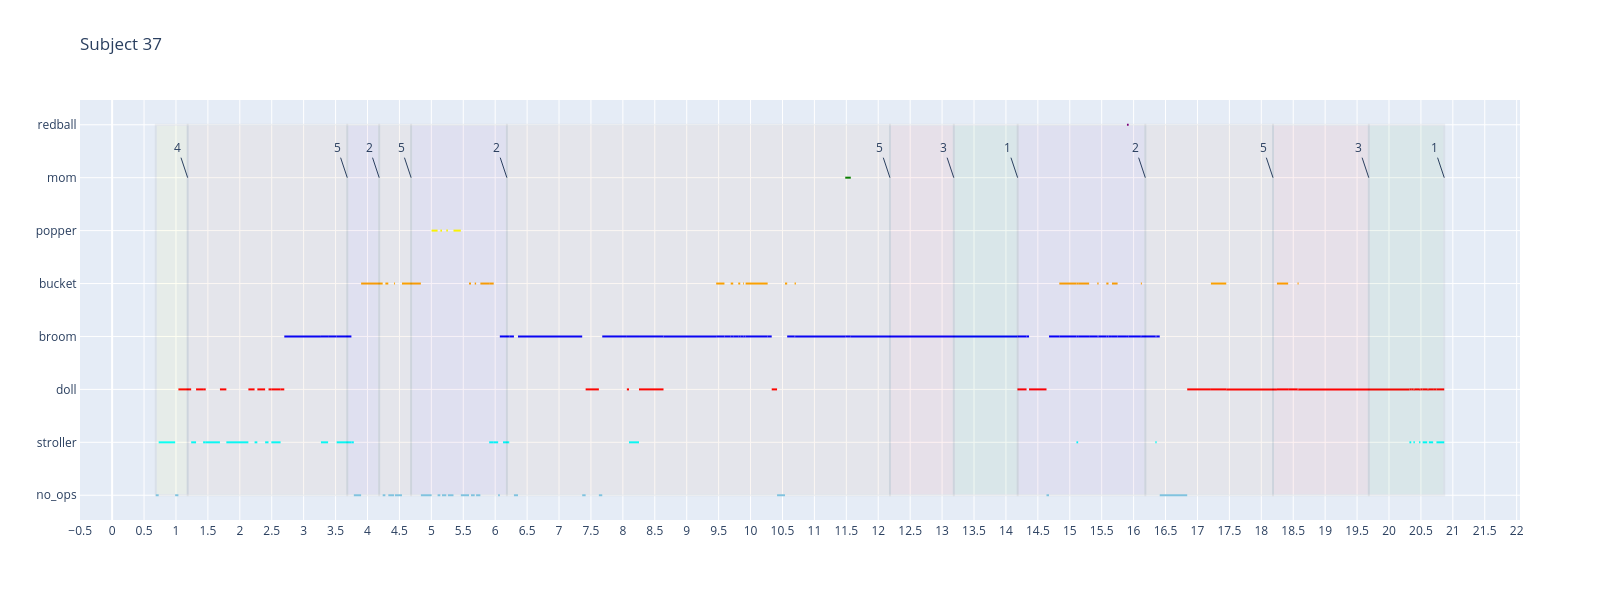 Subject 37
redball
4 5 2 5 2 5 3 1 2 5 3 1
mom
popper
bucket
broom
doll
stroller
no_ops
−0.5 0 0.5 1 1.5 2 2.5 3 3.5 4 4.5 5 5.5 6 6.5 7 7.5 8 8.5 9 9.5 10 10.5 11 11.5 12 12.5 13 13.5 14 14.5 15 15.5 16 16.5 17 17.5 18 18.5 19 19.5 20 20.5 21 21.5 22